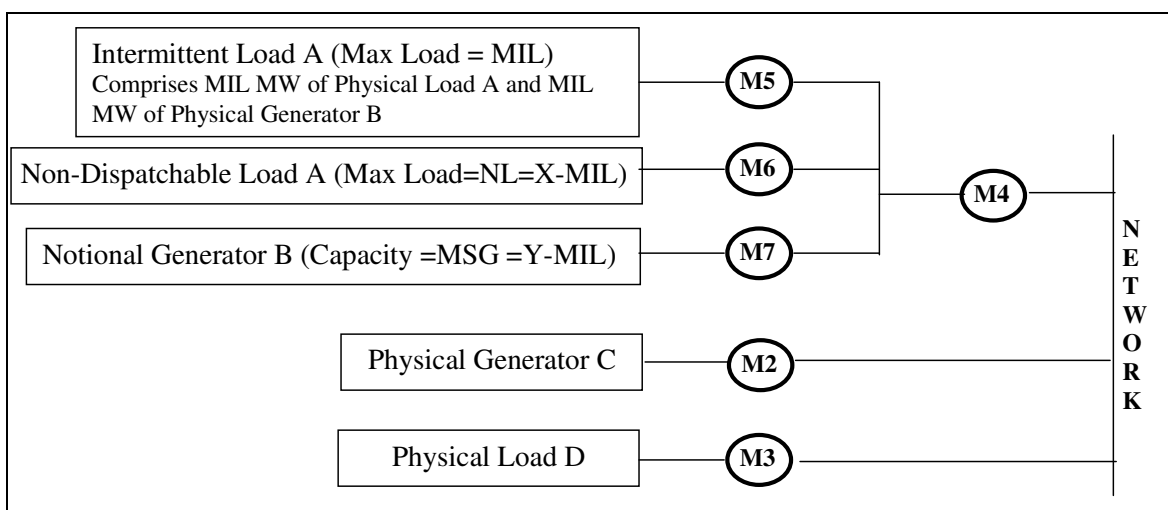 Intermittent Load A (Max Load = MIL)
Comprises MIL MW of Physical Load A and MIL
MW of Physical Generator B
M5
Non-Dispatchable Load A (Max Load=NL=X-MIL)
M6
M4
Notional Generator B (Capacity =MSG =Y-MIL)
M7
Physical Generator C
M2
Physical Load D
M3
N
E
T
W
O
R
K